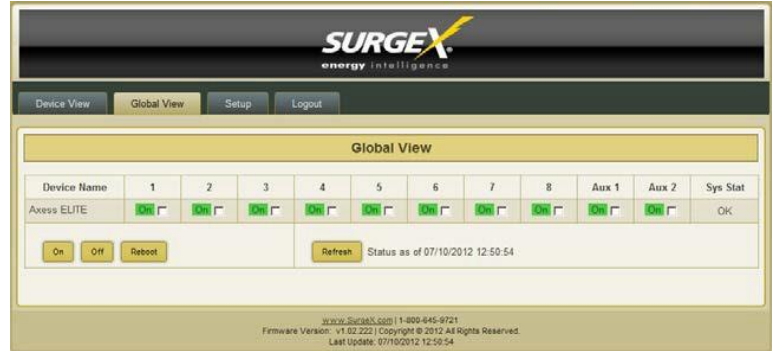 SURGEX
energy intelligence
Device View Global View Setup Logout
Global View
Device Name 1 2 3 4 5 6 7 8 Aux 1 Aux 2 Sys Stat
Axess ELITE On On On On On On On On On On OK
On Off Reboot Refresh Status as of 07/10/2012 12:50:54
www.SurgeX.com | 1-800-645-9721
Firmware Version: v1.02.222 | Copyright © 2012 All Rights Reserved.
Last Update: 07/10/2012 12:50:54